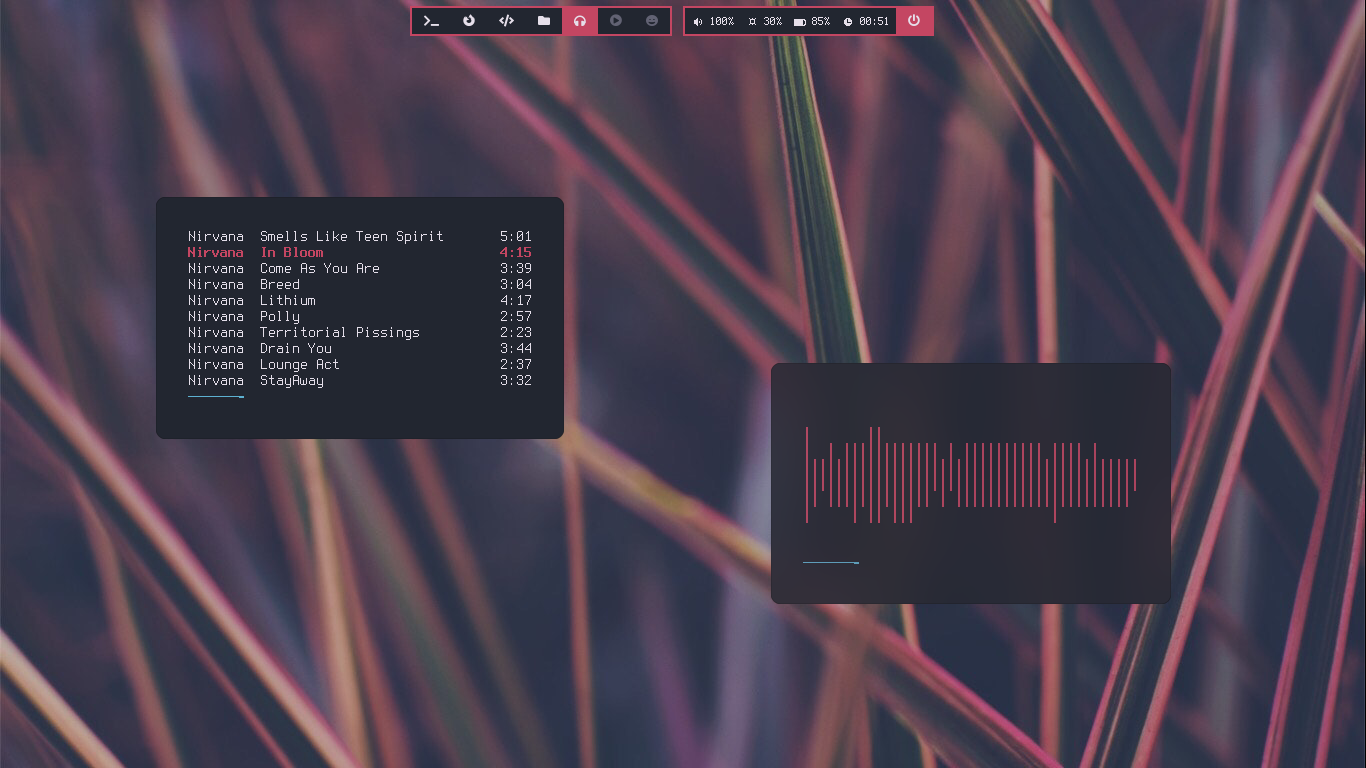 100% 30% 85% 00:51
Nirvana Smells Like Teen Spirit 5:01
Nirvana In Bloom 4:15
Nirvana Come As You Are 3:39
Nirvana Breed 3:04
Nirvana Lithium 4:17
Nirvana Polly 2:57
Nirvana Territorial Pissings 2:23
Nirvana Drain You 3:44
Nirvana Lounge Act 2:37
Nirvana StayAway 3:32